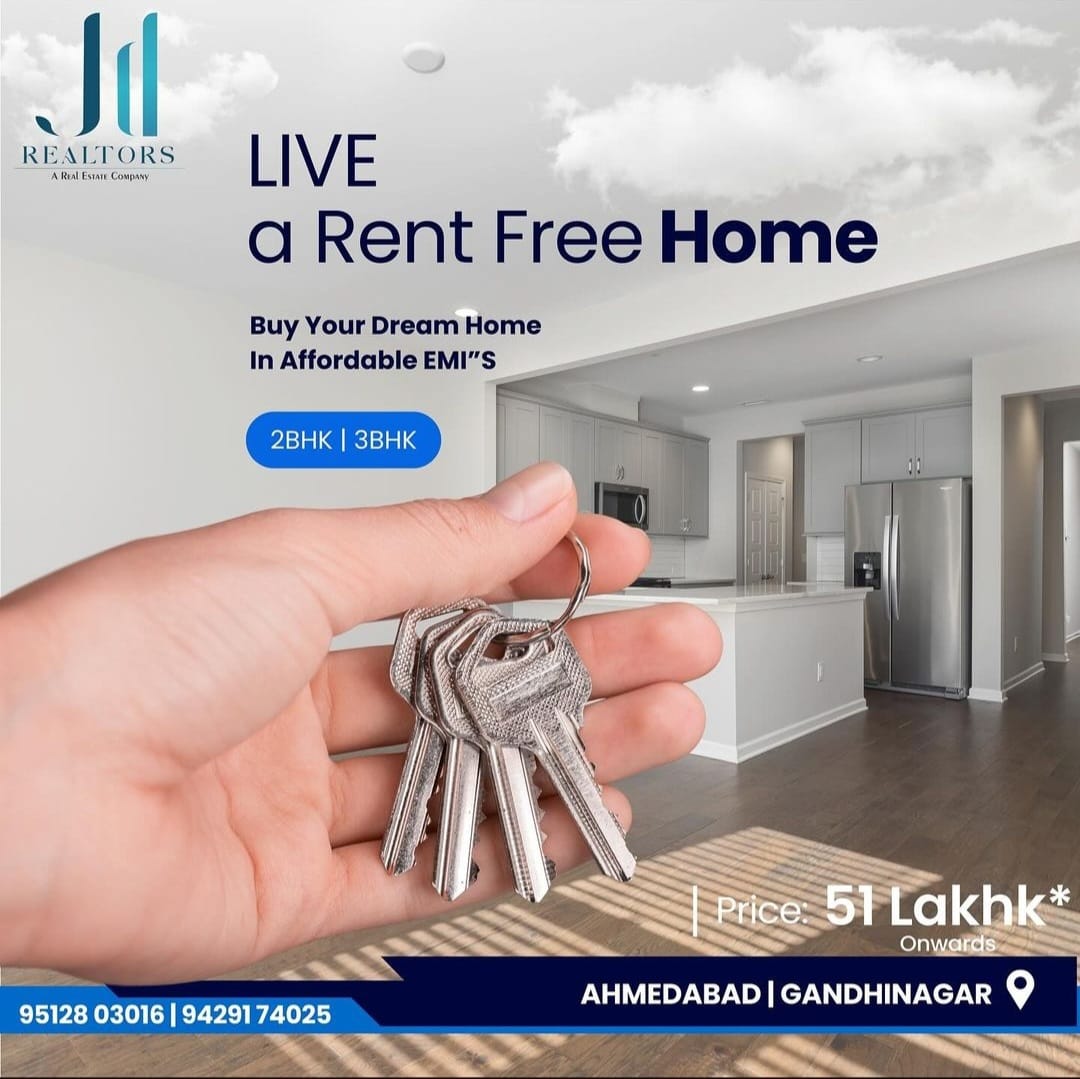 Jd
REALTORS
A REAL ESTATE COMPANY
LIVE
a Rent Free Home
Buy Your Dream Home
In Affordable EMI”S
2BHK | 3BHK
| Price: 51 Lakhk*
Onwards
AHMEDABAD | GANDHINAGAR
95128 03016 | 94291 74025